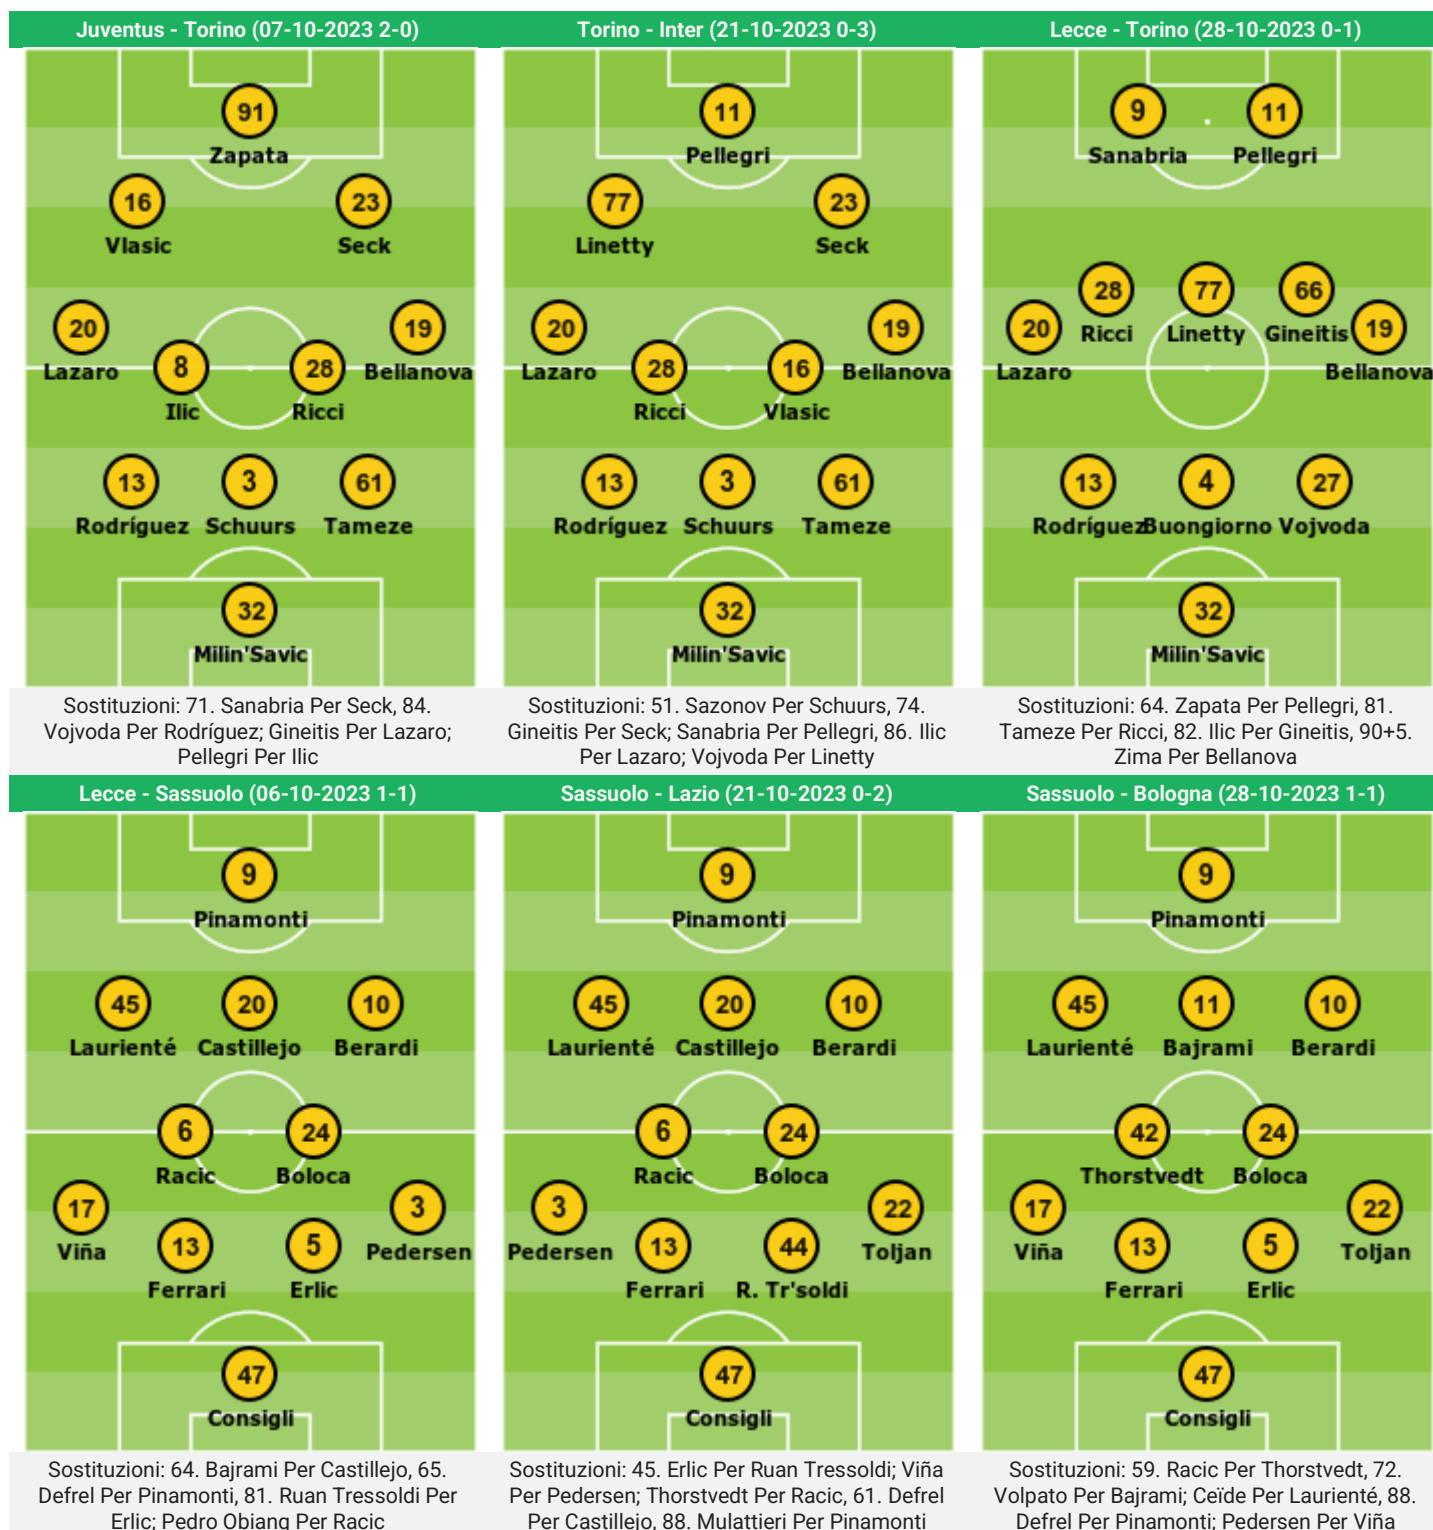 Juventus - Torino (07-10-2023 2-0)
91
Zapata
16
23
Vlasic
Seck
20
19
Lazaro
8
28
Bellanova
Ilic
Ricci
13
3
61
Rodríguez
Schuurs
Tameze
32
Milin'Savic
Sostituzioni: 71. Sanabria Per Seck, 84.
Vojvoda Per Rodríguez; Gineitis Per Lazaro;
Pellegri Per Ilic
Torino - Inter (21-10-2023 0-3)
11
Pellegri
77
23
Linetty
Seck
20
19
Lazaro
28
16
Bellanova
Ricci
Vlasic
13
3
61
Rodríguez
Schuurs
Tameze
32
Milin'Savic
Sostituzioni: 51. Sazonov Per Schuurs, 74.
Gineitis Per Seck; Sanabria Per Pellegri, 86. Ilic
Per Lazaro; Vojvoda Per Linetty
Lecce - Torino (28-10-2023 0-1)
9
11
Sanabria
Pellegri
28
77
66
20
Ricci
Linetty
Gineitis
19
Lazaro
Bellanova
13
4
27
Rodríguez
Buongiorno
Vojvoda
32
Milin'Savic
Sostituzioni: 64. Zapata Per Pellegri, 81.
Tameze Per Ricci, 82. Ilic Per Gineitis, 90+5.
Zima Per Bellanova
Lecce - Sassuolo (06-10-2023 1-1)
9
Pinamonti
45
20
10
Laurienté
Castillejo
Berardi
6
24
Racic
Boloca
17
3
Viña
13
5
Pedersen
Ferrari
Erlic
47
Consigli
Sostituzioni: 64. Bajrami Per Castillejo, 65.
Defrel Per Pinamonti, 81. Ruan Tressoldi Per
Erlic; Pedro Obiang Per Racic
Sassuolo - Lazio (21-10-2023 0-2)
9
Pinamonti
45
20
10
Laurienté
Castillejo
Berardi
6
24
Racic
Boloca
3
22
Pedersen
13
44
Toljan
Ferrari
R. Tr'soldi
47
Consigli
Sostituzioni: 45. Erlic Per Ruan Tressoldi; Viña
Per Pedersen; Thorstvedt Per Racic, 61. Defrel
Per Castillejo, 88. Mulattieri Per Pinamonti
Sassuolo - Bologna (28-10-2023 1-1)
9
Pinamonti
45
11
10
Laurienté
Bajrami
Berardi
42
24
Thorstvedt
Boloca
17
22
Viña
13
5
Toljan
Ferrari
Erlic
47
Consigli
Sostituzioni: 59. Racic Per Thorstvedt, 72.
Volpato Per Bajrami; Ceïde Per Laurienté, 88.
Defrel Per Pinamonti; Pedersen Per Viña